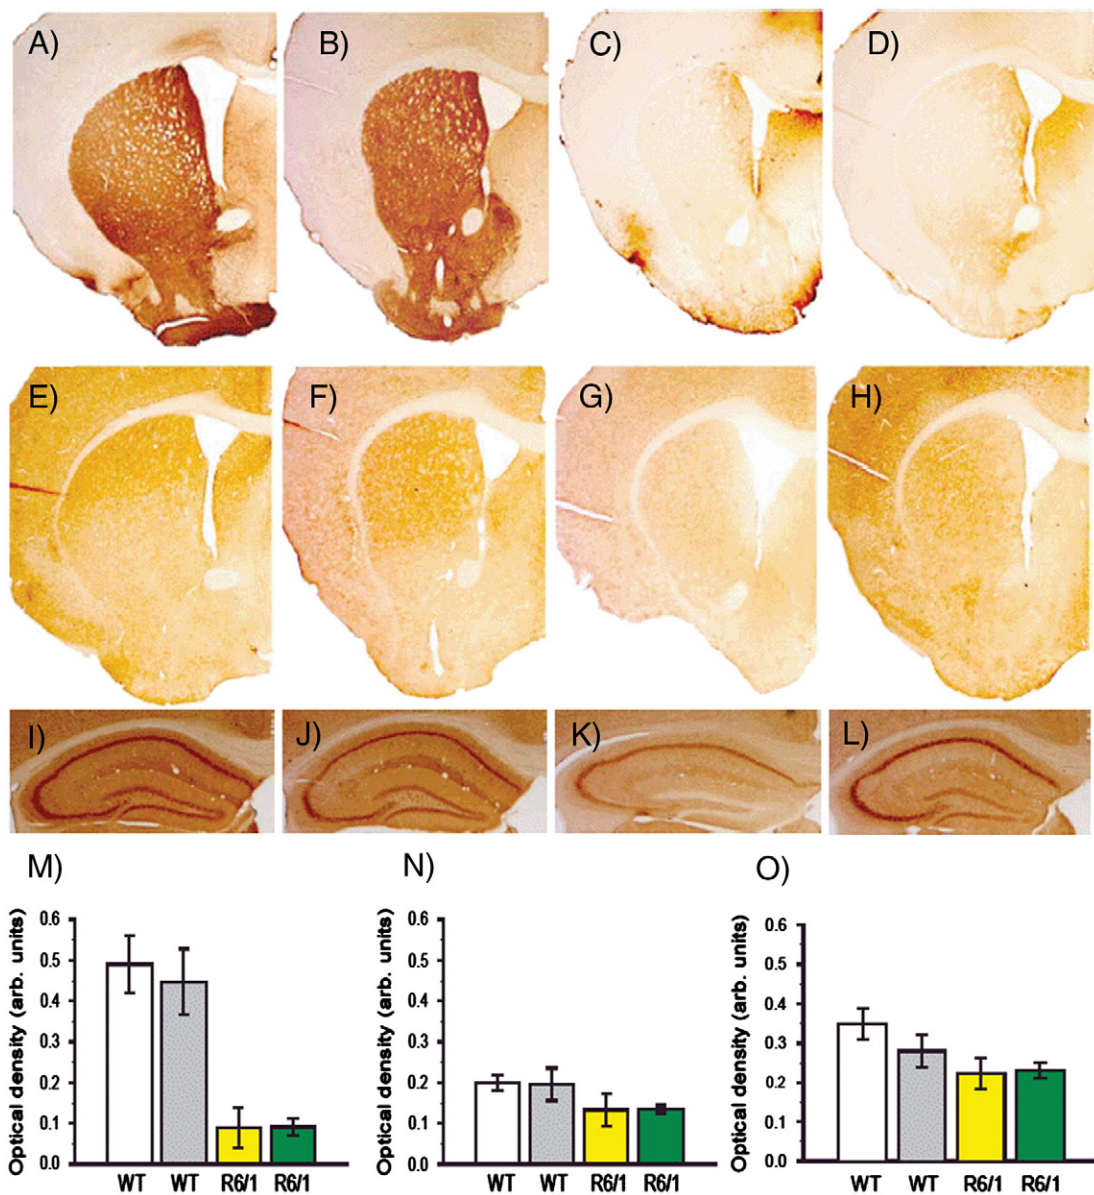 A) B) C) D)
E) F) G) H)
I) J) K) L)
M)
Optical density (arb. units)
0.6
0.5
0.4
0.3
0.2
0.1
0.0
WT WT R6/1 R6/1
N)
Optical density (arb. units)
0.6
0.5
0.4
0.3
0.2
0.1
0.0
WT WT R6/1 R6/1
O)
Optical density (arb. units)
0.6
0.5
0.4
0.3
0.2
0.1
0.0
WT WT R6/1 R6/1